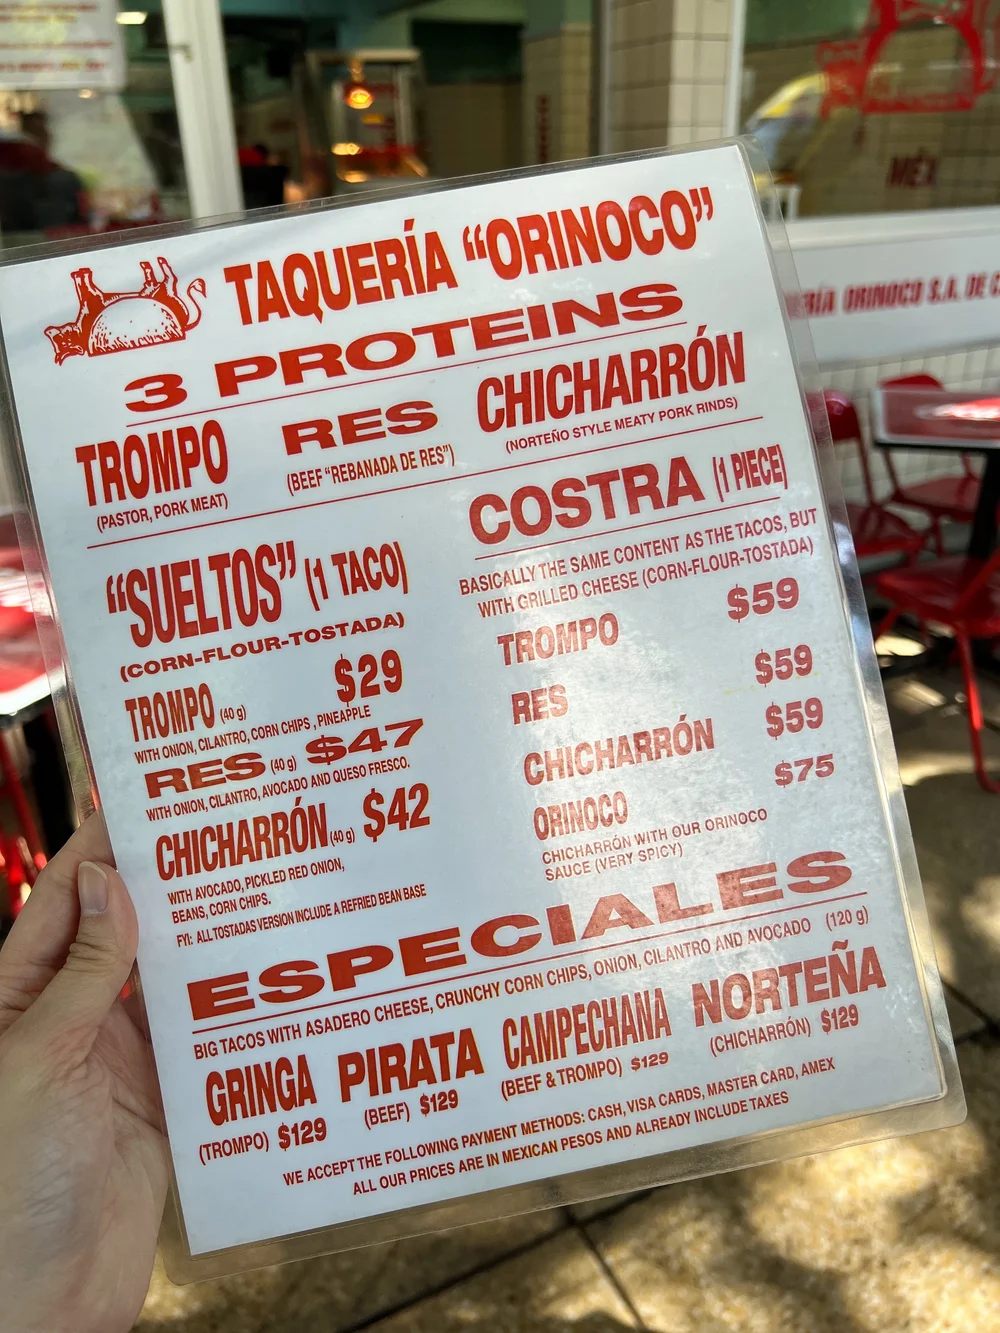 TAQUERÍA "ORINOCO"
3 PROTEINS
TROMPO
(PASTOR, PORK MEAT)
RES
(BEEF "REBANADA DE RES")
CHICHARRÓN
(NORTEÑO STYLE MEATY PORK RINDS)
"SUELTOS" (1 TACO)
(CORN-FLOUR-TOSTADA)
TROMPO (40 g) $29
WITH ONION, CILANTRO, CORN CHIPS , PINEAPPLE
RES (40 g) $47
WITH ONION, CILANTRO, AVOCADO AND QUESO FRESCO.
CHICHARRÓN (40 g) $42
WITH AVOCADO, PICKLED RED ONION,
BEANS, CORN CHIPS.
FYI: ALL TOSTADAS VERSION INCLUDE A REFRIED BEAN BASE
COSTRA (1 PIECE)
BASICALLY THE SAME CONTENT AS THE TACOS, BUT
WITH GRILLED CHEESE (CORN-FLOUR-TOSTADA)
TROMPO $59
RES $59
CHICHARRÓN $59
ORINOCO $75
CHICHARRÓN WITH OUR ORINOCO
SAUCE (VERY SPICY)
ESPECIALES
BIG TACOS WITH ASADERO CHEESE, CRUNCHY CORN CHIPS, ONION, CILANTRO AND AVOCADO (120 g)
GRINGA
(TROMPO) $129
PIRATA
(BEEF) $129
CAMPECHANA
(BEEF & TROMPO) $129
NORTEÑA
(CHICHARRÓN) $129
WE ACCEPT THE FOLLOWING PAYMENT METHODS: CASH, VISA CARDS, MASTER CARD, AMEX
ALL OUR PRICES ARE IN MEXICAN PESOS AND ALREADY INCLUDE TAXES
MÉX
ORINOCO S.A. DE